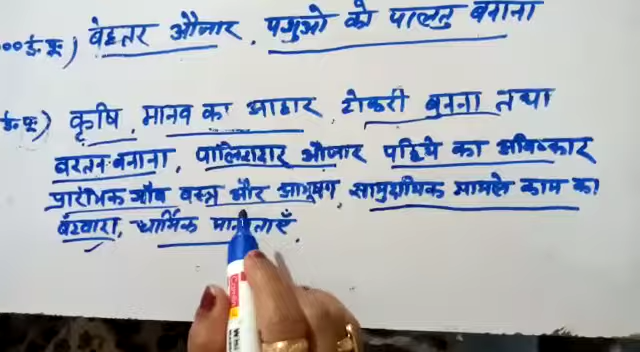 ००ई.पू.) बेहतर औजार, पशुओ को पालतु बनाना
ई.पू.) कृषि, मानव का आहार, टोकरी बुनना तथा
बरतन बनाना, पालिशदार औजार पहिये का अविष्कार
प्रारंभिक गाँव वस्त्र और आभूषण, सामुदायिक मामले काम का
बँटवारा, धार्मिक मान्यताएँ.